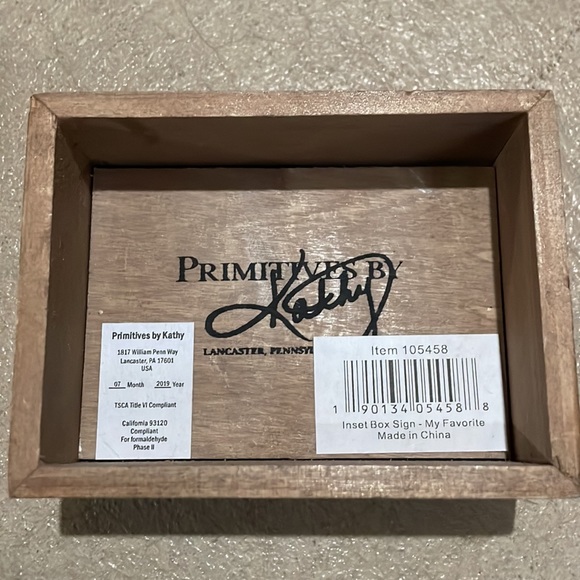 PRIMITIVES BY
Kathy
LANCASTER,
Primitives by Kathy
1817 William Penn Way
Lancaster, PA 17601
USA
07 Month 2019 Year
TSCA Title VI Compliant
California 93120
Compliant
For formaldehyde
Phase II
Item 105458
1 90134 05458 8
Inset Box Sign - My Favorite
Made in China